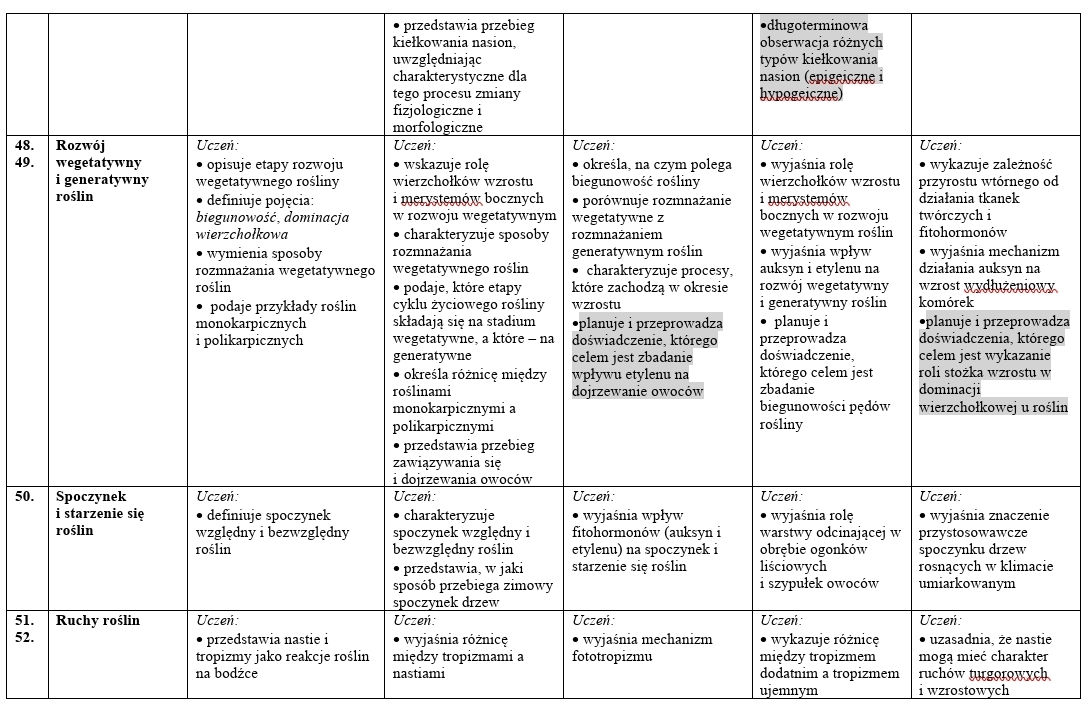 • przedstawia przebieg
kiełkowania nasion,
uwzględniając
charakterystyczne dla
tego procesu zmiany
fizjologiczne i
morfologiczne
•długoterminowa
obserwacja różnych
typów kiełkowania
nasion (epigeiczne i
hypogeiczne)
48.
49.
Rozwój
wegetatywny
i generatywny
roślin
Uczeń:
• opisuje etapy rozwoju
wegetatywnego rośliny
• definiuje pojęcia:
biegunowość, dominacja
wierzchołkowa
• wymienia sposoby
rozmnażania wegetatywnego
roślin
• podaje przykłady roślin
monokarpicznych
i polikarpicznych
Uczeń:
• wskazuje rolę
wierzchołków wzrostu
i merystemów bocznych
w rozwoju wegetatywnym
• charakteryzuje sposoby
rozmnażania
wegetatywnego roślin
• podaje, które etapy
cyklu życiowego rośliny
składają się na stadium
wegetatywne, a które – na
generatywne
• określa różnicę między
roślinami
monokarpicznymi a
polikarpicznymi
• przedstawia przebieg
zawiązywania się
i dojrzewania owoców
Uczeń:
• określa, na czym polega
biegunowość rośliny
• porównuje rozmnażanie
wegetatywne z
rozmnażaniem
generatywnym roślin
• charakteryzuje procesy,
które zachodzą w okresie
wzrostu
•planuje i przeprowadza
doświadczenie, którego
celem jest zbadanie
wpływu etylenu na
dojrzewanie owoców
Uczeń:
• wyjaśnia rolę
wierzchołków wzrostu
i merystemów
bocznych w rozwoju
wegetatywnym roślin
• wyjaśnia wpływ
auksyn i etylenu na
rozwój wegetatywny
i generatywny roślin
• planuje i
przeprowadza
doświadczenie,
którego celem jest
zbadanie
biegunowości pędów
rośliny
Uczeń:
• wykazuje zależność
przyrostu wtórnego od
działania tkanek
twórczych i
fitohormonów
• wyjaśnia mechanizm
działania auksyn na
wzrost wydłużeniowy
komórek
•planuje i przeprowadza
doświadczenia, którego
celem jest wykazanie
roli stożka wzrostu w
dominacji
wierzchołkowej u roślin
50.
Spoczynek
i starzenie się
roślin
Uczeń:
• definiuje spoczynek
względny i bezwzględny
roślin
Uczeń:
• charakteryzuje
spoczynek względny i
bezwzględny roślin
• przedstawia, w jaki
sposób przebiega zimowy
spoczynek drzew
Uczeń:
• wyjaśnia wpływ
fitohormonów (auksyn i
etylenu) na spoczynek i
starzenie się roślin
Uczeń:
• wyjaśnia rolę
warstwy odcinającej w
obrębie ogonków
liściowych
i szypułek owoców
Uczeń:
• wyjaśnia znaczenie
przystosowawcze
spoczynku drzew
rosnących w klimacie
umiarkowanym
51.
52.
Ruchy roślin
Uczeń:
• przedstawia nastie i
tropizmy jako reakcje roślin
na bodźce
Uczeń:
• wyjaśnia różnicę
między tropizmami a
nastiami
Uczeń:
• wyjaśnia mechanizm
fototropizmu
Uczeń:
• wykazuje różnicę
między tropizmem
dodatnim a tropizmem
ujemnym
Uczeń:
• uzasadnia, że nastie
mogą mieć charakter
ruchów turgorowych
i wzrostowych